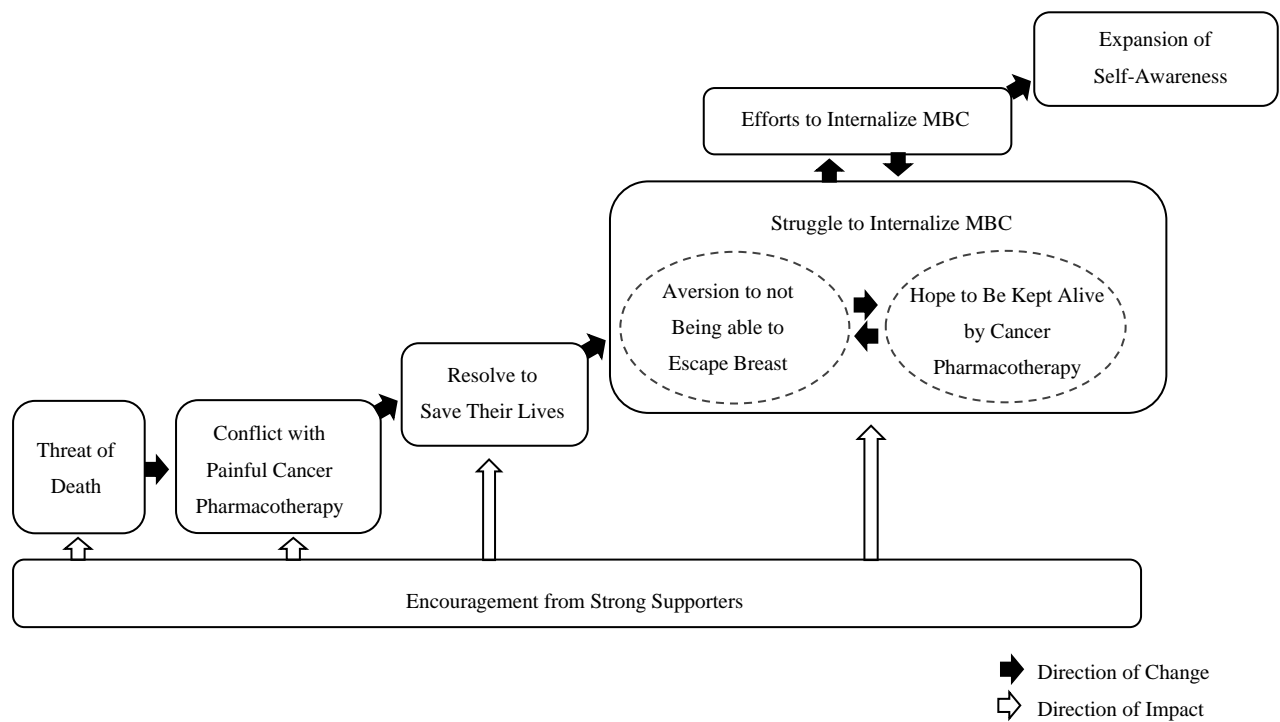 Expansion of
Self-Awareness
Efforts to Internalize MBC
Struggle to Internalize MBC
Aversion to not
Being able to
Escape Breast
Hope to Be Kept Alive
by Cancer
Pharmacotherapy
Resolve to
Save Their Lives
Conflict with
Painful Cancer
Pharmacotherapy
Threat of
Death
Encouragement from Strong Supporters
Direction of Change
Direction of Impact